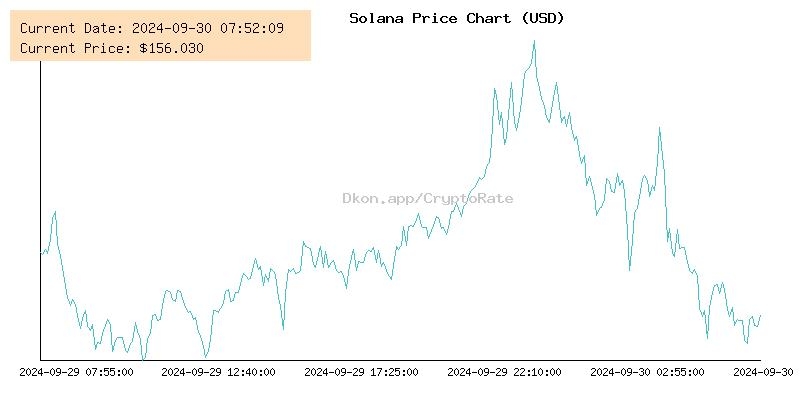 Solana Price Chart (USD)
Current Date: 2024-09-30 07:52:09
Current Price: $156.030
Dkon.app/CryptoRate
2024-09-29 07:55:00 2024-09-29 12:40:00 2024-09-29 17:25:00 2024-09-29 22:10:00 2024-09-30 02:55:00 2024-09-30